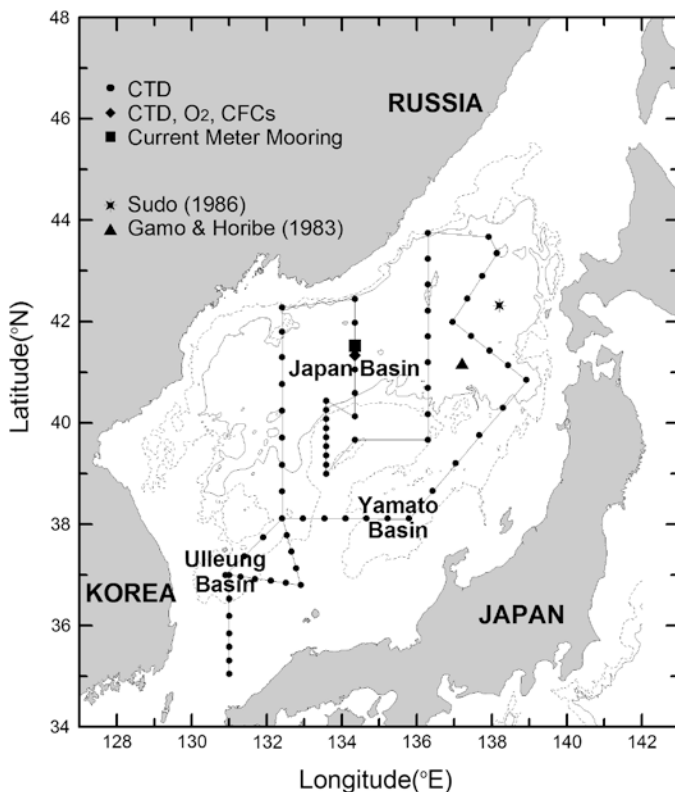 48
46
44
42
40
38
36
34
Latitude(°N)
CTD
CTD, O2, CFCs
Current Meter Mooring
Sudo (1986)
Gamo & Horibe (1983)
RUSSIA
Japan Basin
Yamato
Basin
Ulleung
Basin
KOREA
JAPAN
128
130
132
134
136
138
140
142
Longitude(°E)